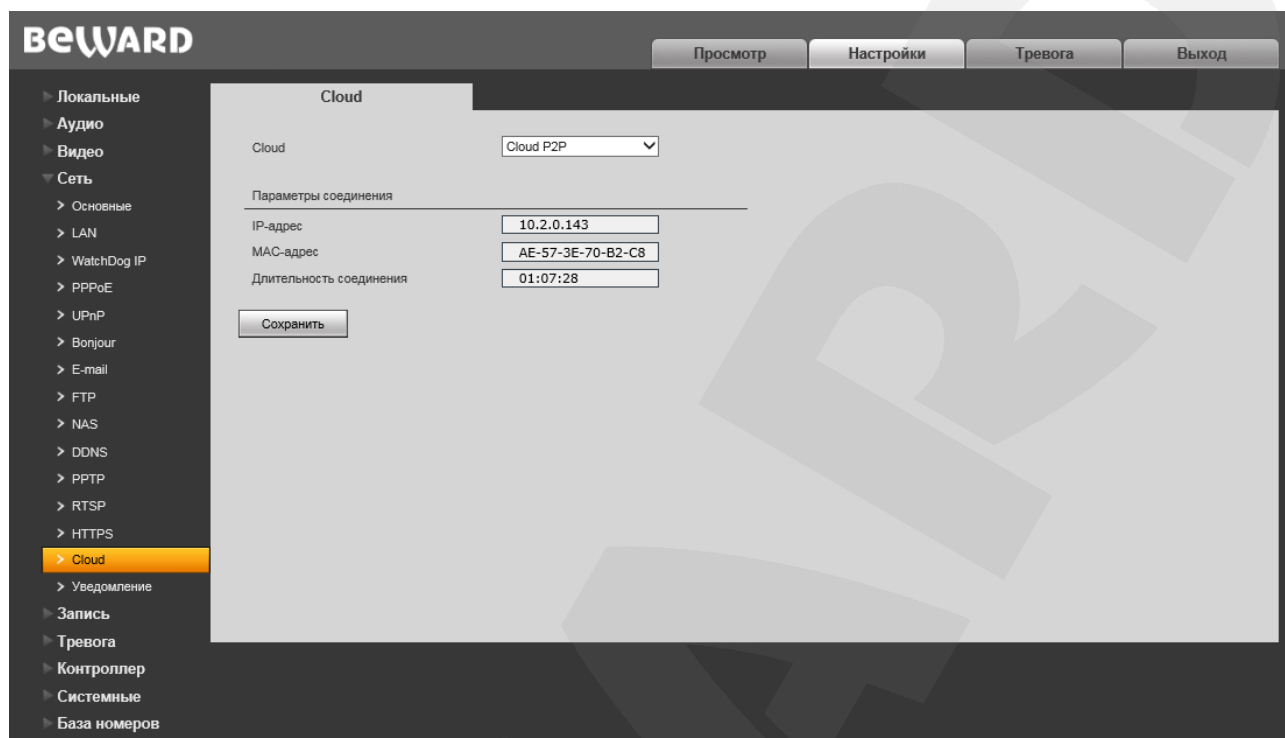 BEWARD
Просмотр
Настройки
Тревога
Выход
Локальные
Аудио
Видео
Сеть
Основные
LAN
WatchDog IP
PPPoE
UPnP
Bonjour
E-mail
FTP
NAS
DDNS
PPTP
RTSP
HTTPS
Cloud
Уведомление
Запись
Тревога
Контроллер
Системные
База номеров
Cloud
Cloud Cloud P2P
Параметры соединения
IP-адрес 10.2.0.143
MAC-адрес AE-57-3E-70-B2-C8
Длительность соединения 01:07:28
Сохранить